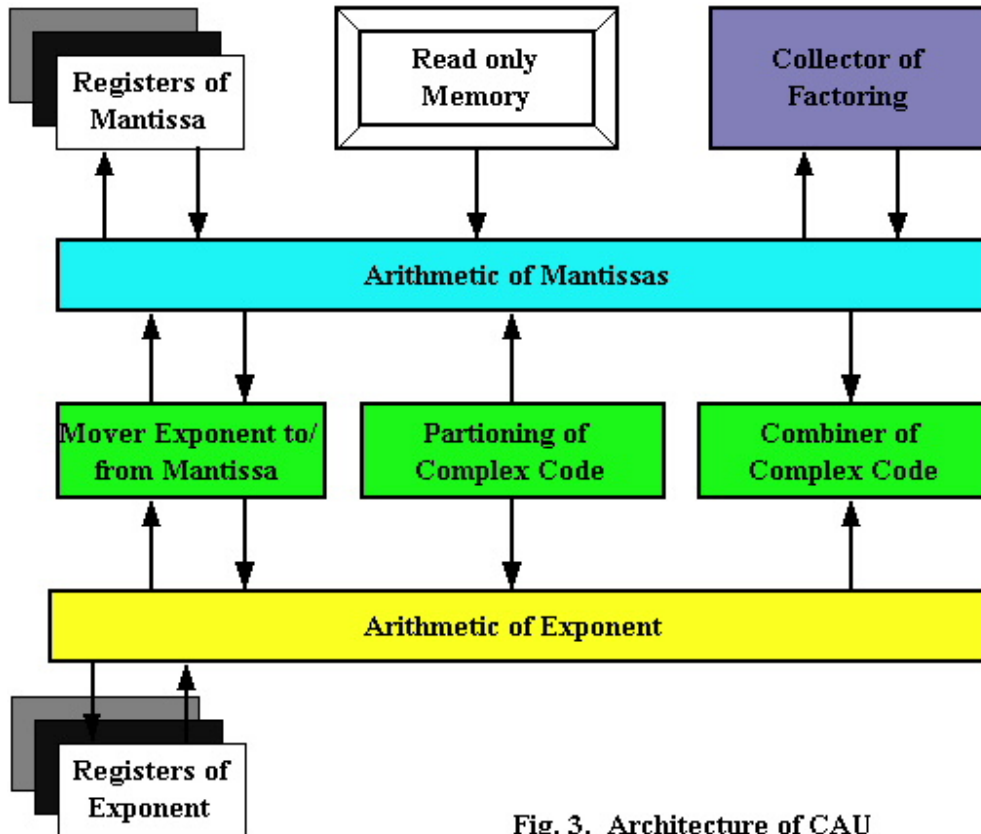 Registers of
Mantissa
Read only
Memory
Collector of
Factoring
Arithmetic of Mantissas
Mover Exponent to/
from Mantissa
Partioning of
Complex Code
Combiner of
Complex Code
Arithmetic of Exponent
Registers of
Exponent
Fig. 3. Architecture of CAU